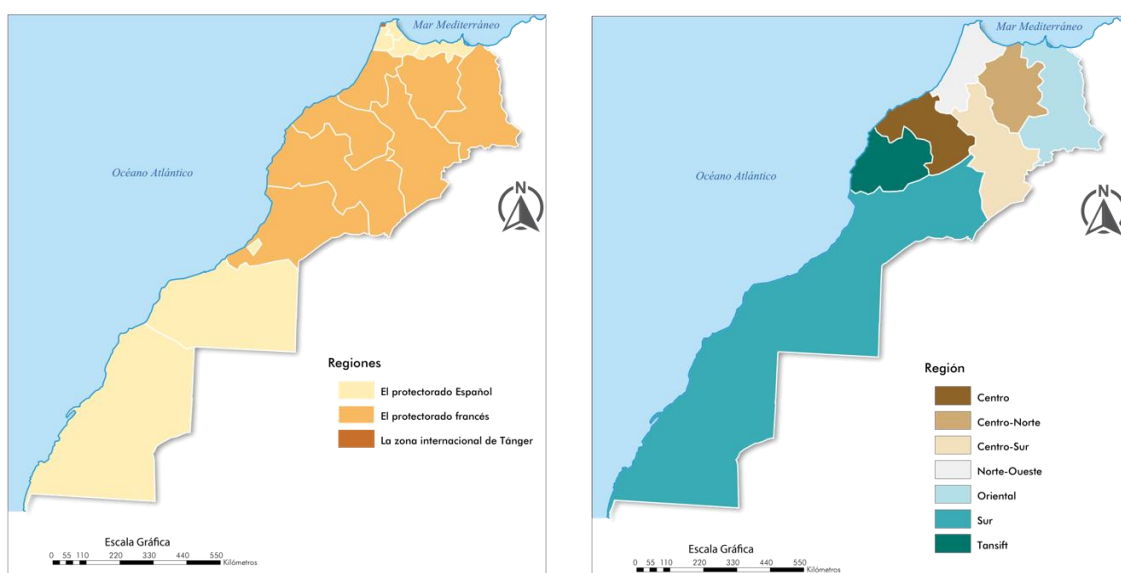 Mar Mediterráneo
Océano Atlántico
N
Regiones
El protectorado Español
El protectorado francés
La zona internacional de Tánger
Escala Gráfica
0 55 110 220 330 440 550
Kilómetros
Mar Mediterráneo
Océano Atlántico
N
Región
Centro
Centro-Norte
Centro-Sur
Norte-Oueste
Oriental
Sur
Tansift
Escala Gráfica
0 55 110 220 330 440 550
Kilómetros